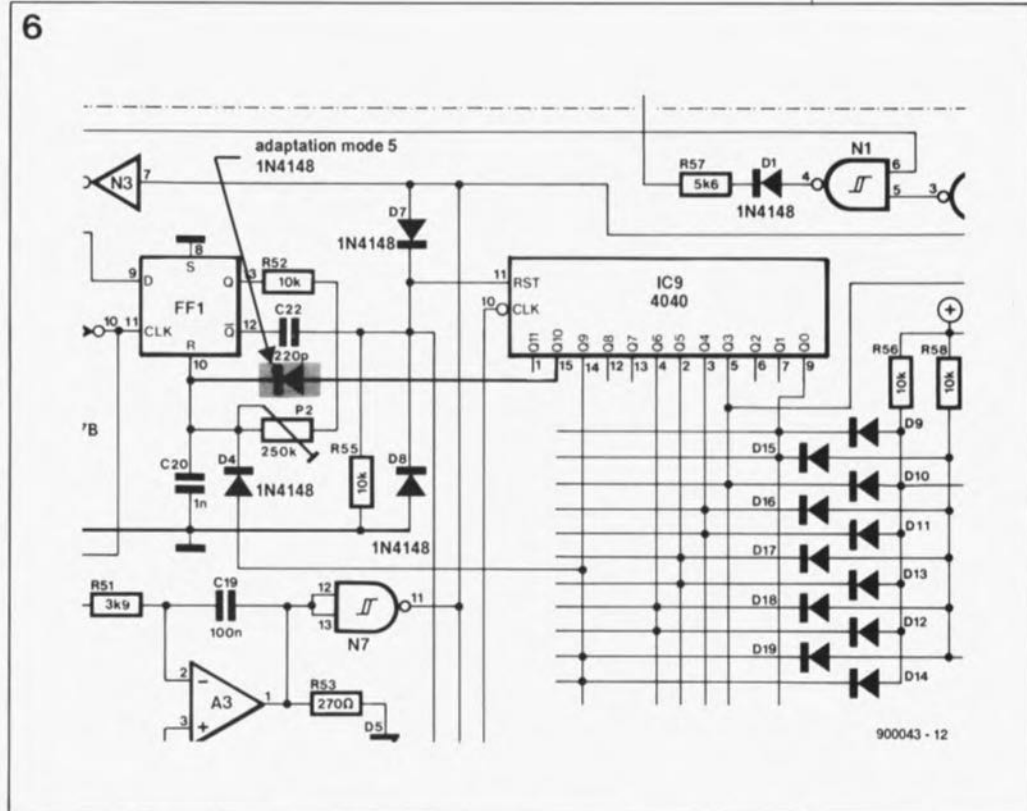 6
adaptation mode 5
1N4148
N3
7
N1
R57
5k6
D1
1N4148
4
6
5
3
D7
1N4148
8
S
9
D
Q
3
R52
10k
FF1
C22
220p
10
11
CLK
Q
12
R
10
11
RST
10
CLK
IC9
4040
Q11
Q10
Q9
Q8
Q7
Q6
Q5
Q4
Q3
Q2
Q1
Q0
1
15
14
12
13
4
2
3
5
6
7
9
+
R56
10k
R58
10k
7B
P2
250k
C20
1n
D4
1N4148
R55
10k
D8
1N4148
D9
D15
D10
D16
D11
D17
D13
D18
D12
D19
D14
R51
3k9
C19
100n
12
13
11
N7
2
−
A3
1
3
+
R53
270Ω
D5
900043 - 12